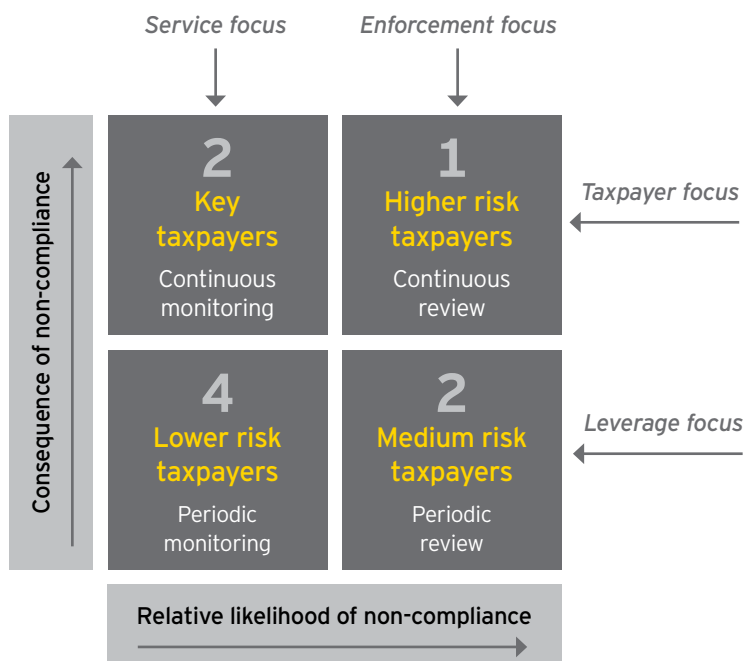 Service focus
Enforcement focus
2
Key
taxpayers
Continuous
monitoring
1
Higher risk
taxpayers
Continuous
review
Taxpayer focus
Consequence of non-compliance
4
Lower risk
taxpayers
Periodic
monitoring
2
Medium risk
taxpayers
Periodic
review
Leverage focus
Relative likelihood of non-compliance